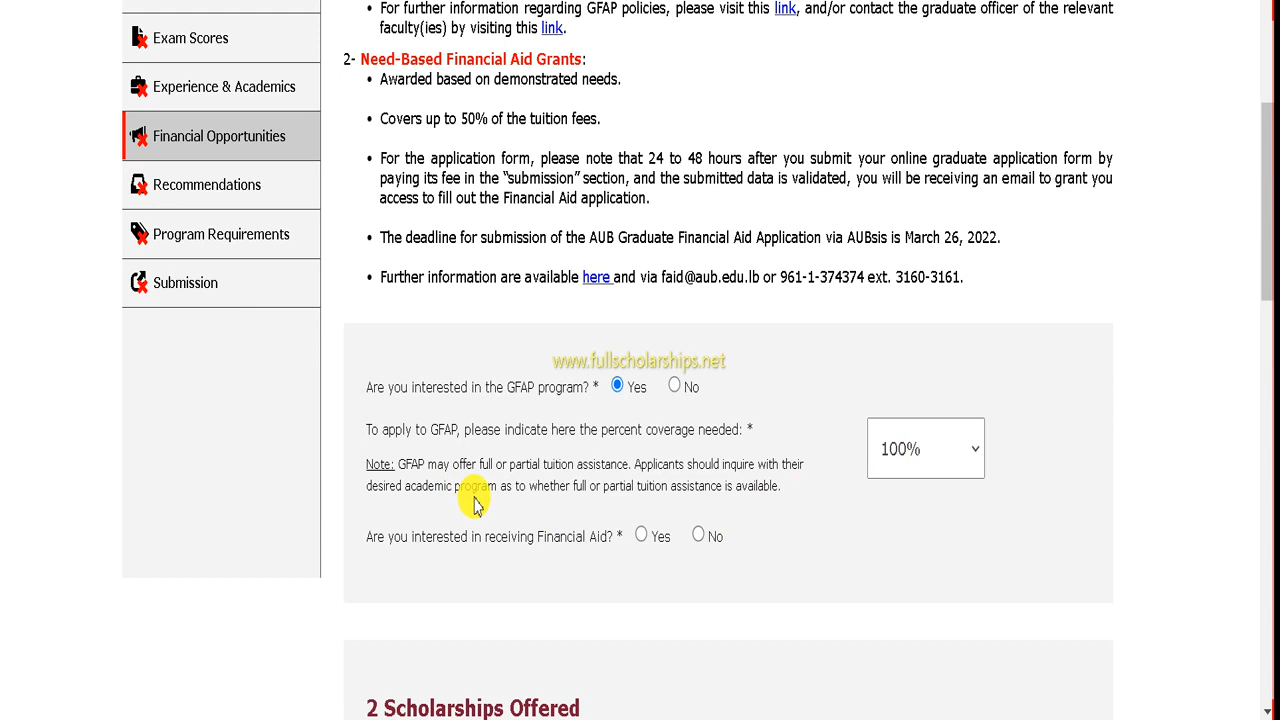 For further information regarding GFAP policies, please visit this link, and/or contact the graduate officer of the relevant
faculty(ies) by visiting this link.
Exam Scores
Experience & Academics
Financial Opportunities
Recommendations
Program Requirements
Submission
2- Need-Based Financial Aid Grants:
• Awarded based on demonstrated needs.
• Covers up to 50% of the tuition fees.
• For the application form, please note that 24 to 48 hours after you submit your online graduate application form by
paying its fee in the “submission” section, and the submitted data is validated, you will be receiving an email to grant you
access to fill out the Financial Aid application.
• The deadline for submission of the AUB Graduate Financial Aid Application via AUBsis is March 26, 2022.
• Further information are available here and via faid@aub.edu.lb or 961-1-374374 ext. 3160-3161.
www.fullscholarships.net
Are you interested in the GFAP program? * Yes No
To apply to GFAP, please indicate here the percent coverage needed: *
100%
Note: GFAP may offer full or partial tuition assistance. Applicants should inquire with their
desired academic program as to whether full or partial tuition assistance is available.
Are you interested in receiving Financial Aid? * Yes No
2 Scholarships Offered